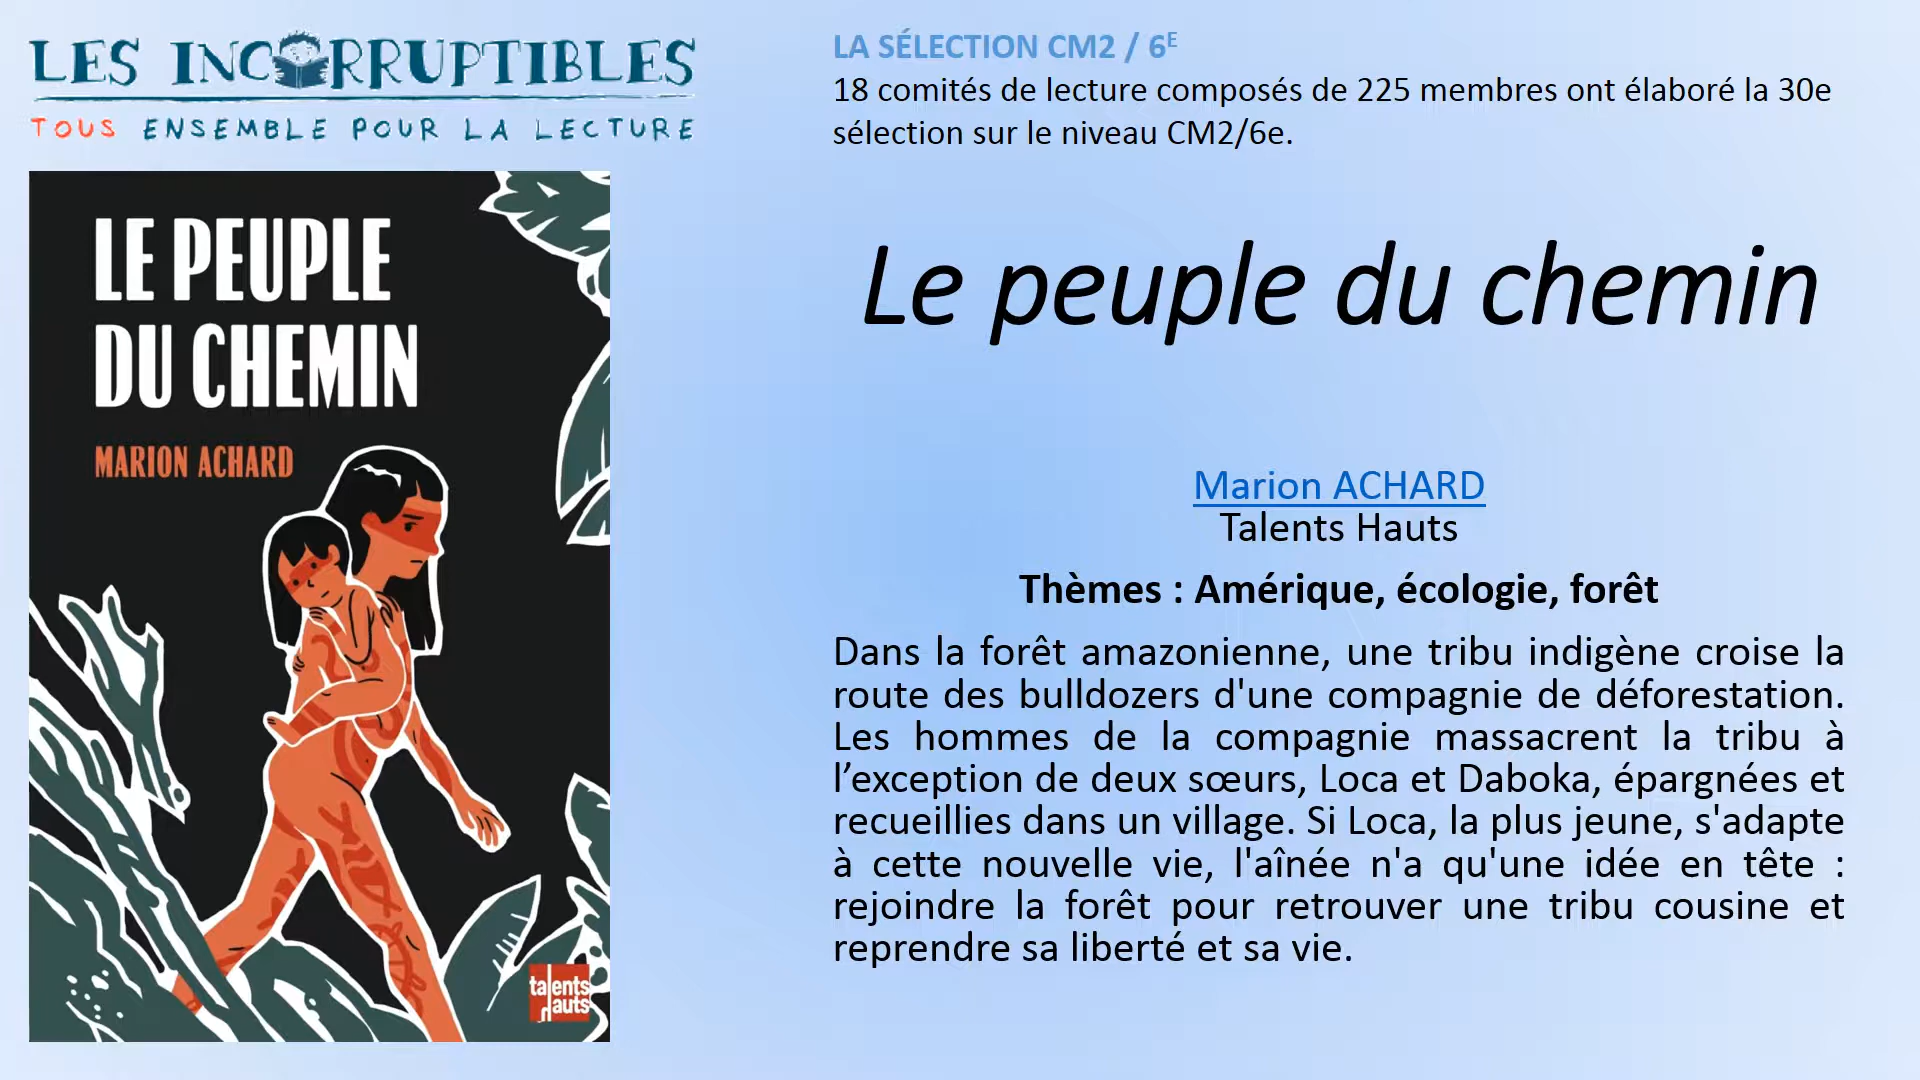 LES INCORRUPTIBLES
TOUS ENSEMBLE POUR LA LECTURE
LE PEUPLE
DU CHEMIN
MARION ACHARD
talents
hauts
LA SÉLECTION CM2 / 6E
18 comités de lecture composés de 225 membres ont élaboré la 30e
sélection sur le niveau CM2/6e.
Le peuple du chemin
Marion ACHARD
Talents Hauts
Thèmes : Amérique, écologie, forêt
Dans la forêt amazonienne, une tribu indigène croise la
route des bulldozers d'une compagnie de déforestation.
Les hommes de la compagnie massacrent la tribu à
l’exception de deux sœurs, Loca et Daboka, épargnées et
recueillies dans un village. Si Loca, la plus jeune, s'adapte
à cette nouvelle vie, l'aînée n'a qu'une idée en tête :
rejoindre la forêt pour retrouver une tribu cousine et
reprendre sa liberté et sa vie.